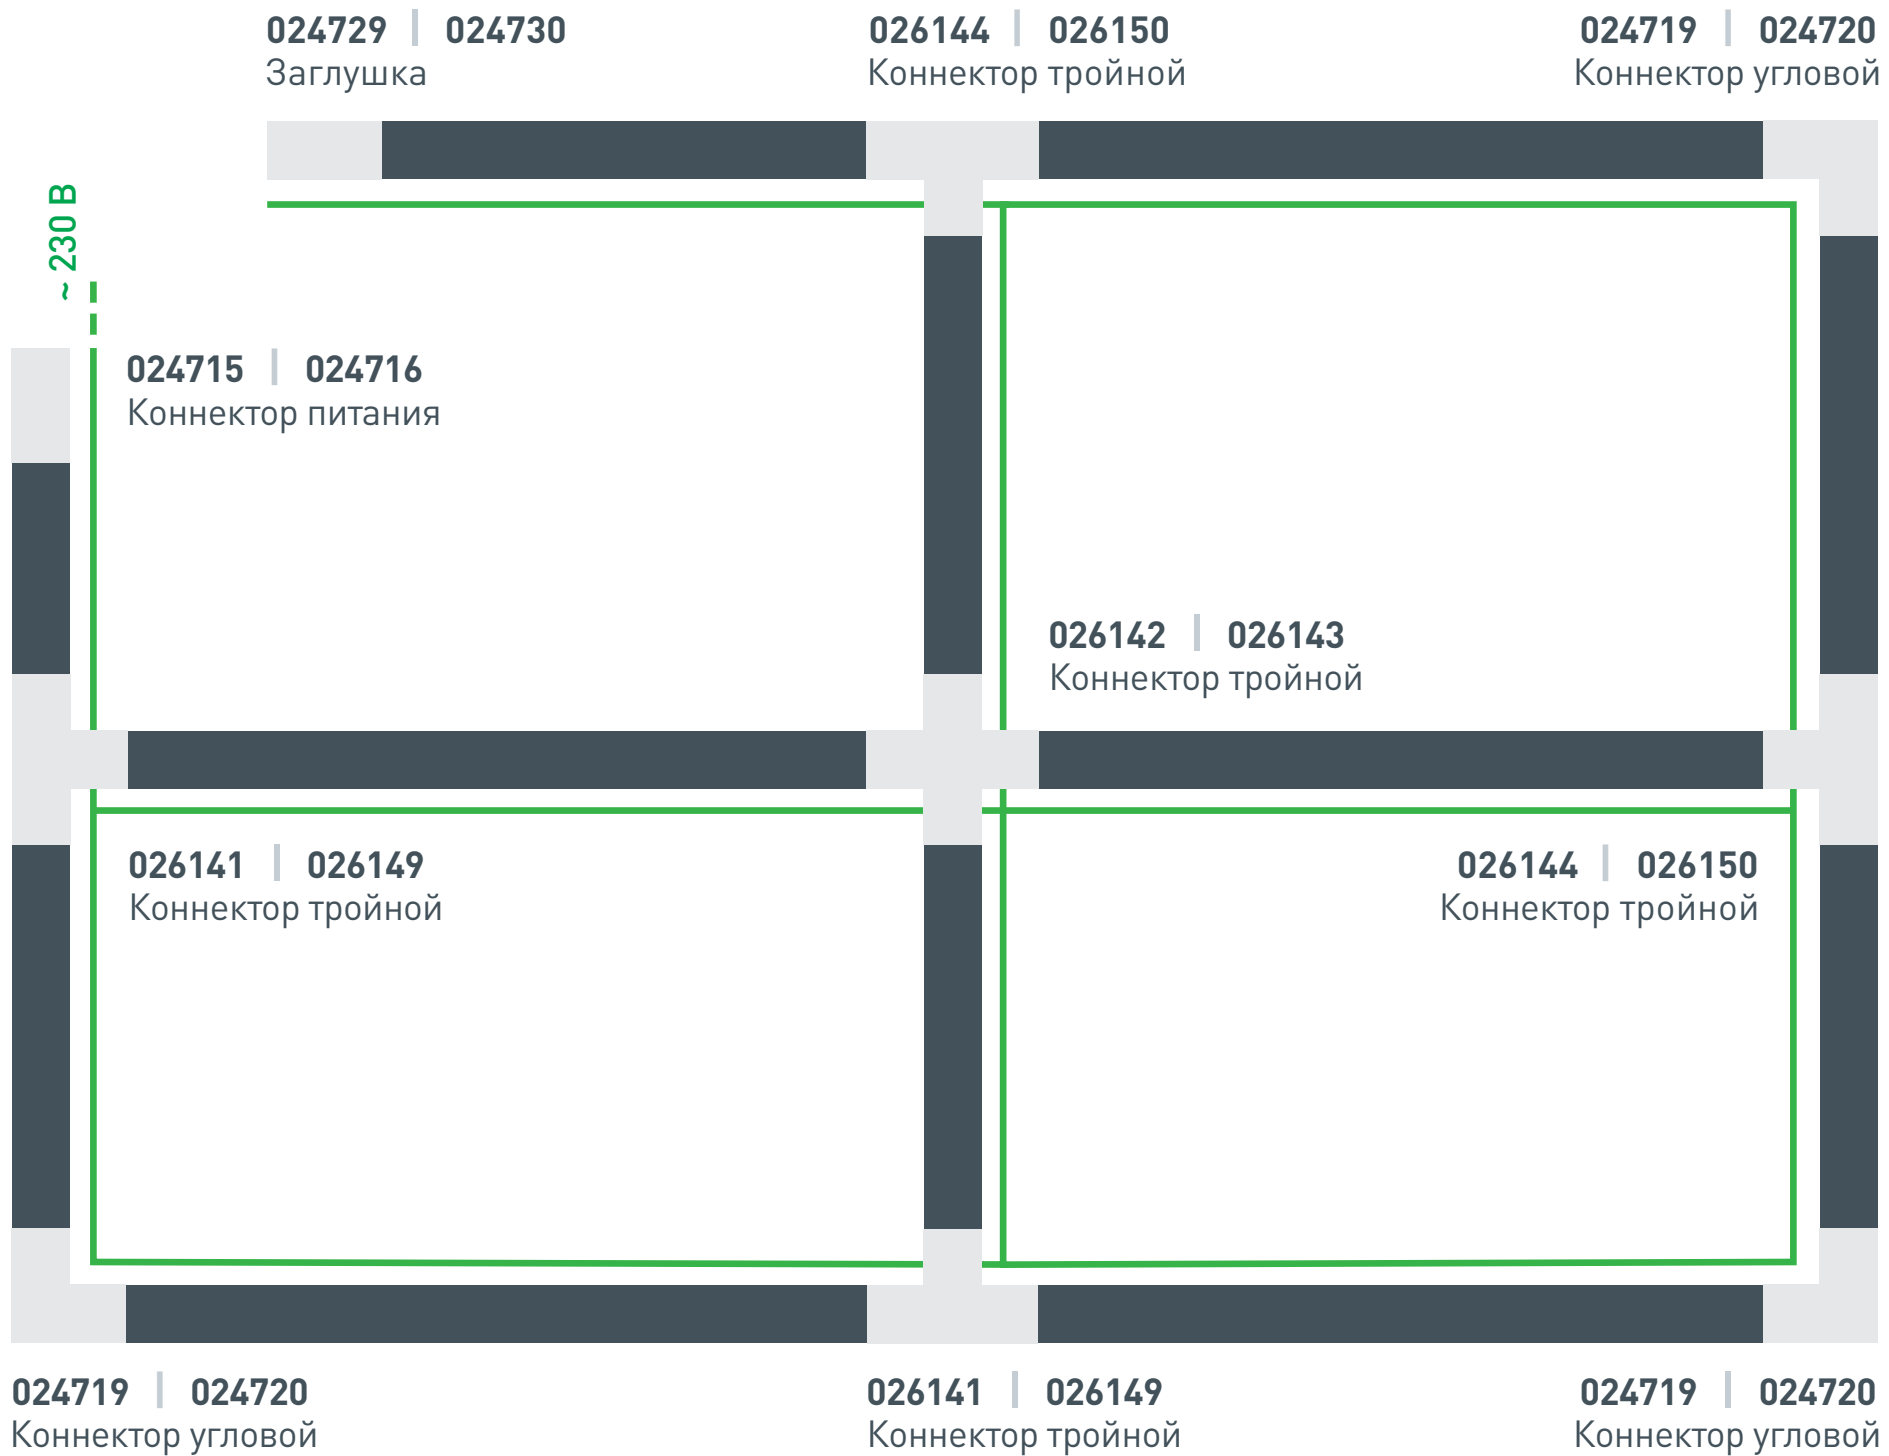 024729 | 024730
Заглушка
026144 | 026150
Коннектор тройной
024719 | 024720
Коннектор угловой
~ 230 В
024715 | 024716
Коннектор питания
026142 | 026143
Коннектор тройной
026141 | 026149
Коннектор тройной
026144 | 026150
Коннектор тройной
024719 | 024720
Коннектор угловой
026141 | 026149
Коннектор тройной
024719 | 024720
Коннектор угловой